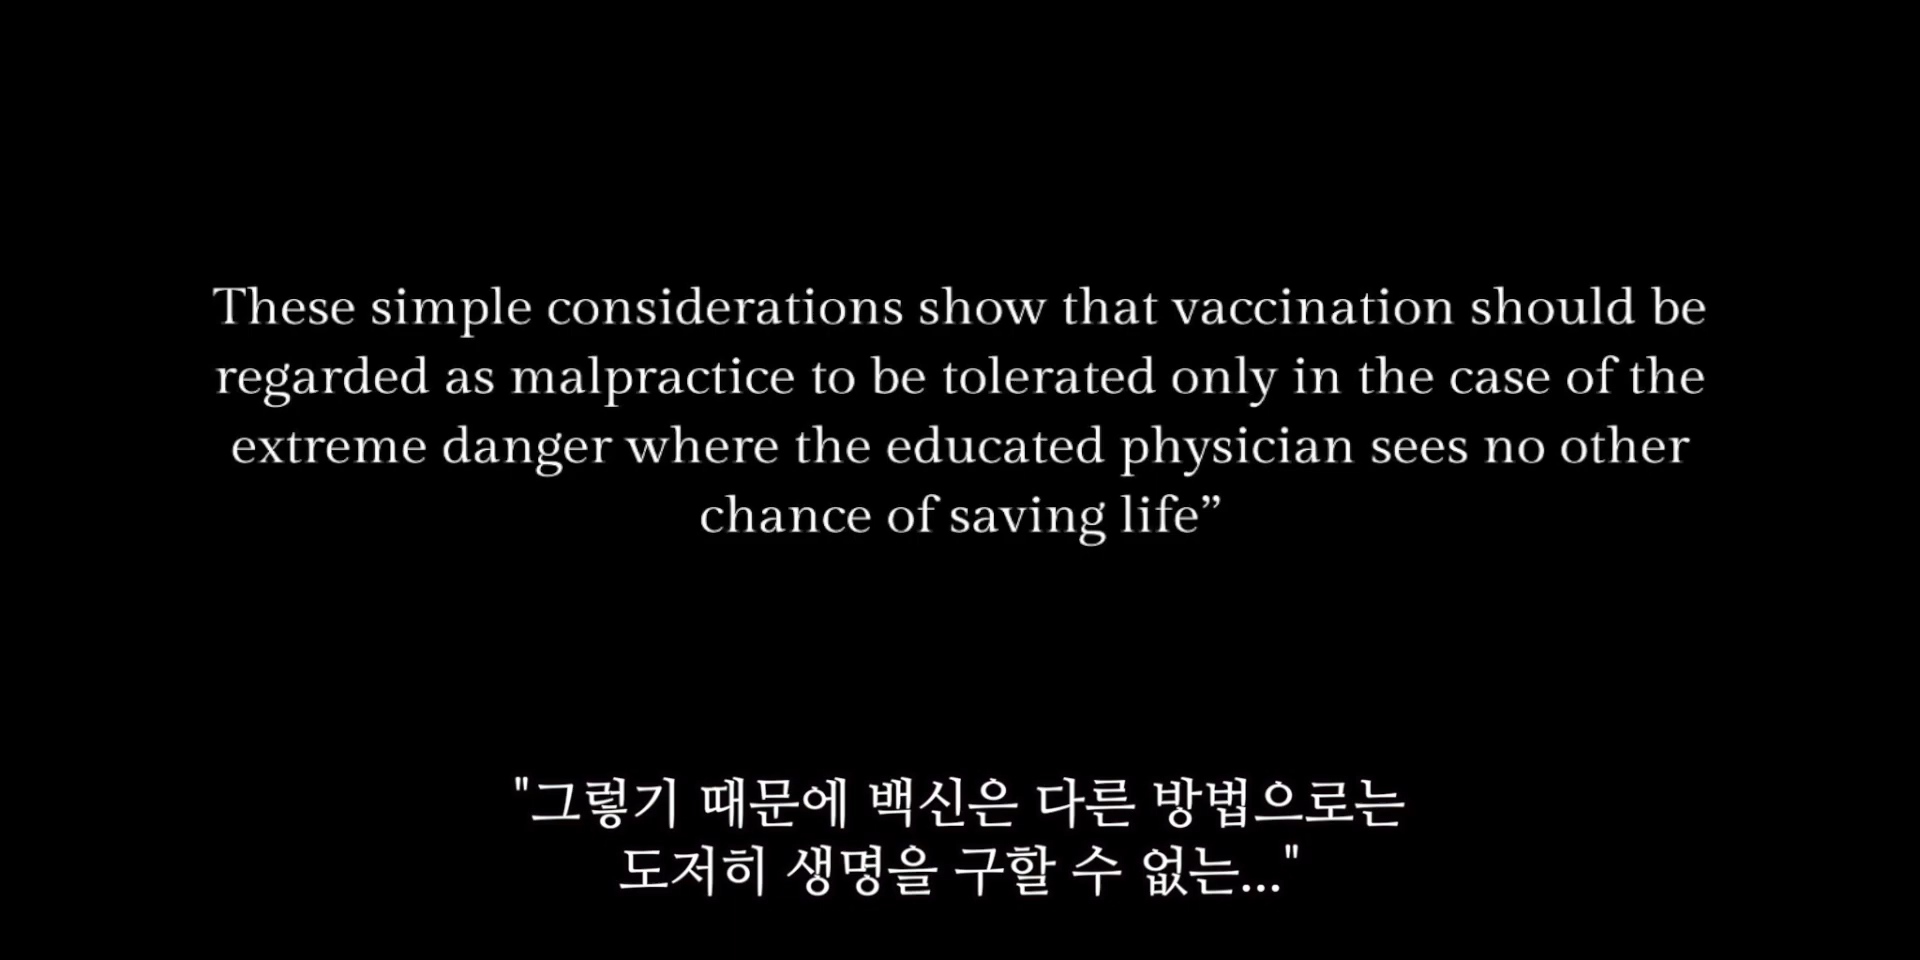 These simple considerations show that vaccination should be
regarded as malpractice to be tolerated only in the case of the
extreme danger where the educated physician sees no other
chance of saving life”
"그렇기 때문에 백신은 다른 방법으로는
도저히 생명을 구할 수 없는..."